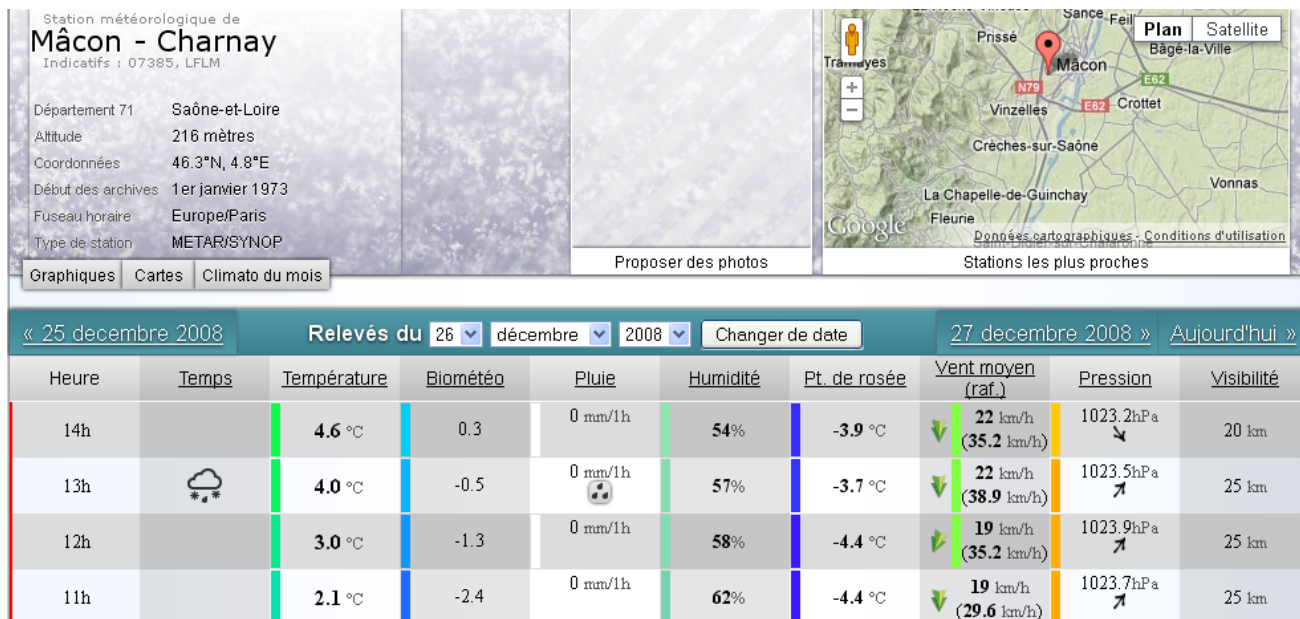 Station météorologique de
Mâcon - Charnay
Indicatifs : 07385, LFLM
Département 71 Saône-et-Loire
Altitude 216 mètres
Coordonnées 46.3°N, 4.8°E
Début des archives 1er janvier 1973
Fuseau horaire Europe/Paris
Type de station METAR/SYNOP
Graphiques Cartes Climato du mois
Proposer des photos
Sancé Feil
Plan Satellite
Prissé
Bâgé-la-Ville
Tramayes
Mâcon
N79
E62
Vinzelles
E62 Crottet
Crèches-sur-Saône
Vonnas
La Chapelle-de-Guinchay
Fleurie
Google
Données cartographiques - Conditions d'utilisation
Saint-Didier-sur-Chalaronne
Stations les plus proches
« 25 decembre 2008 Relevés du 26 décembre 2008 Changer de date 27 decembre 2008 » Aujourd'hui »
Heure Temps Température Biométéo Pluie Humidité Pt. de rosée Vent moyen (raf.) Pression Visibilité
14h 4.6 °C 0.3 0 mm/1h 54% -3.9 °C 22 km/h (35.2 km/h) 1023.2hPa 20 km
13h 4.0 °C -0.5 0 mm/1h 57% -3.7 °C 22 km/h (38.9 km/h) 1023.5hPa 25 km
12h 3.0 °C -1.3 0 mm/1h 58% -4.4 °C 19 km/h (35.2 km/h) 1023.9hPa 25 km
11h 2.1 °C -2.4 0 mm/1h 62% -4.4 °C 19 km/h (29.6 km/h) 1023.7hPa 25 km